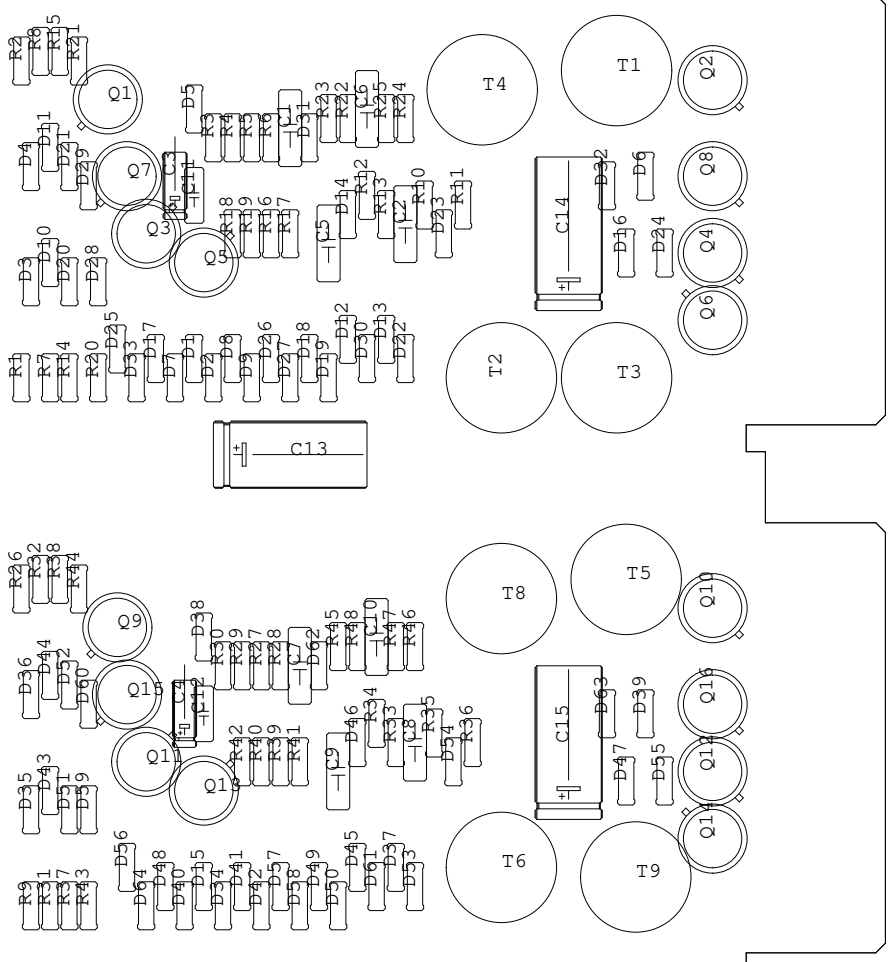 R2 R8 R15 R21
Q1 D5
R3 R4 R5 R6 C1 D31
R23 R22 C6 R25 R24
T4 T1 Q2
D4 D11 D21 D29
Q7 C3 C11
R18 R19 R16 R17
C5 D14 R12 R13 C2 R10 D23 R11
C14 D32 D6 Q8
D16 D24 Q4
Q3 Q5
D3 D10 D20 D28
Q6
R1 R7 R14 R20 D25 D33 D17 D7 D1 D2 D8 D9 D26 D27 D18 D19 D12 D30 D13 D22
T2 T3
C13
R26 R32 R38 R44
Q9 D38
R30 R29 R27 R28 C7 D62
R45 R48 C10 R47 R46
T8 T5 Q10
D36 D44 D52 D60
Q15 C4 C12
R42 R40 R39 R41
C9 D46 R34 R33 C8 R35 D54 R36
C15 D63 D39 Q16
D47 D55 Q12
Q11 Q13
D35 D43 D51 D59
Q14
R9 R31 R37 R43 D56 D64 D48 D40 D15 D34 D41 D42 D57 D58 D49 D50 D45 D61 D37 D53
T6 T9